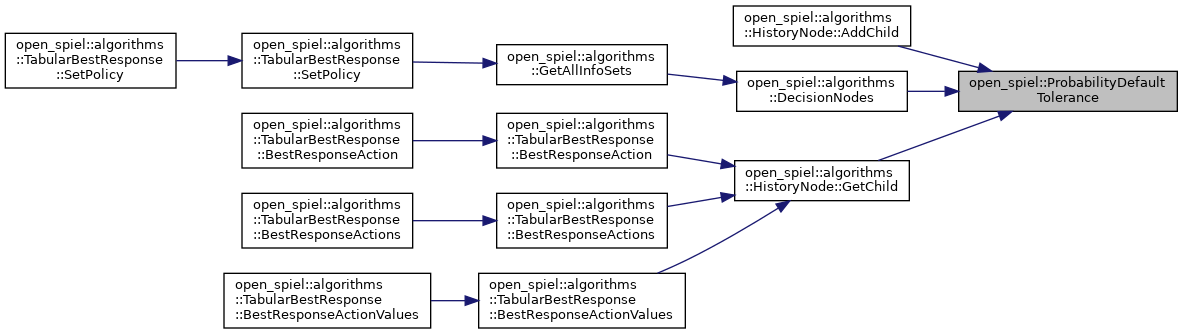 open_spiel::algorithms
::HistoryNode::AddChild
open_spiel::algorithms
::TabularBestResponse
::SetPolicy
open_spiel::algorithms
::TabularBestResponse
::SetPolicy
open_spiel::algorithms
::GetAllInfoSets
open_spiel::algorithms
::DecisionNodes
open_spiel::ProbabilityDefault
Tolerance
open_spiel::algorithms
::TabularBestResponse
::BestResponseAction
open_spiel::algorithms
::TabularBestResponse
::BestResponseAction
open_spiel::algorithms
::HistoryNode::GetChild
open_spiel::algorithms
::TabularBestResponse
::BestResponseActions
open_spiel::algorithms
::TabularBestResponse
::BestResponseActions
open_spiel::algorithms
::TabularBestResponse
::BestResponseActionValues
open_spiel::algorithms
::TabularBestResponse
::BestResponseActionValues